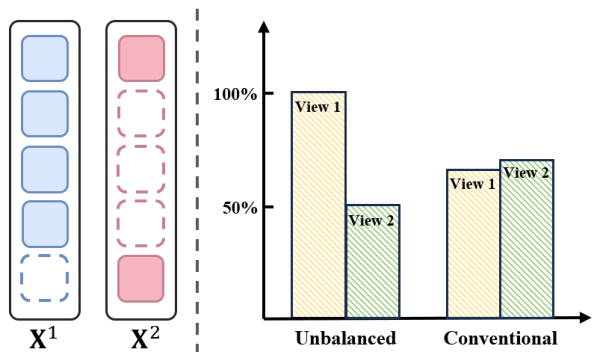 X¹
X²
100%
50%
View 1
View 2
View 1
View 2
Unbalanced
Conventional